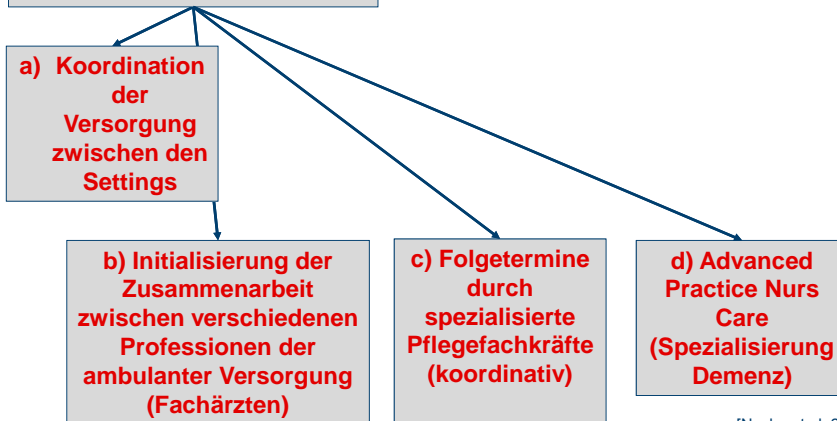 a) Koordination
der
Versorgung
zwischen den
Settings
b) Initialisierung der
Zusammenarbeit
zwischen verschiedenen
Professionen der
ambulanter Versorgung
(Fachärzten)
c) Folgetermine
durch
spezialisierte
Pflegefachkräfte
(koordinativ)
d) Advanced
Practice Nurs
Care
(Spezialisierung
Demenz)